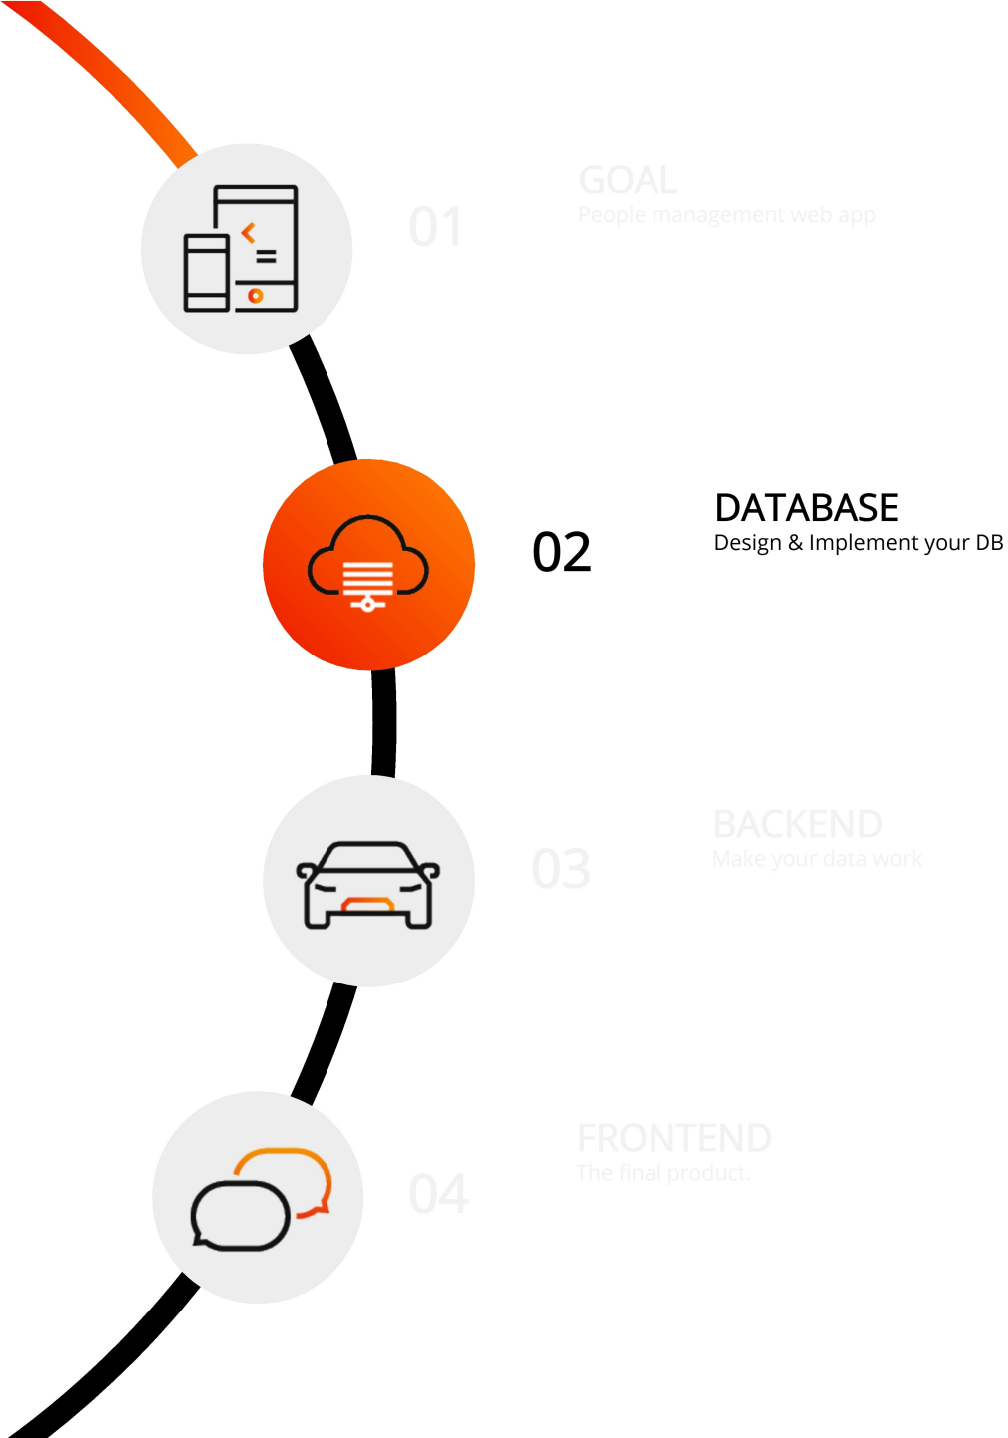 01
GOAL
People management web app
02
DATABASE
Design & Implement your DB
03
BACKEND
Make your data work
04
FRONTEND
The final product.